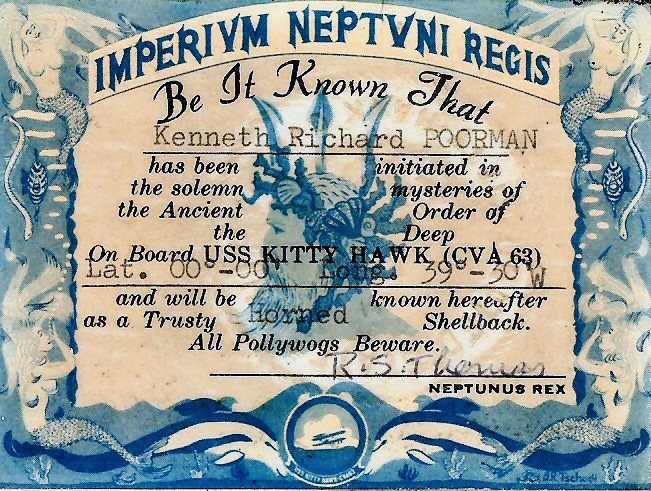 IMPERIVM NEPTVNI REGIS
Be It Known That
Kenneth Richard POORMAN
has been initiated in
the solemn mysteries of
the Ancient Order of
the Deep
On Board USS KITTY HAWK (CVA 63)
Lat. 00°-00' Long. 39°-30'W
and will be known hereafter
as a Trusty Horned Shellback.
All Pollywogs Beware.
R.S. Thomas
NEPTUNUS REX